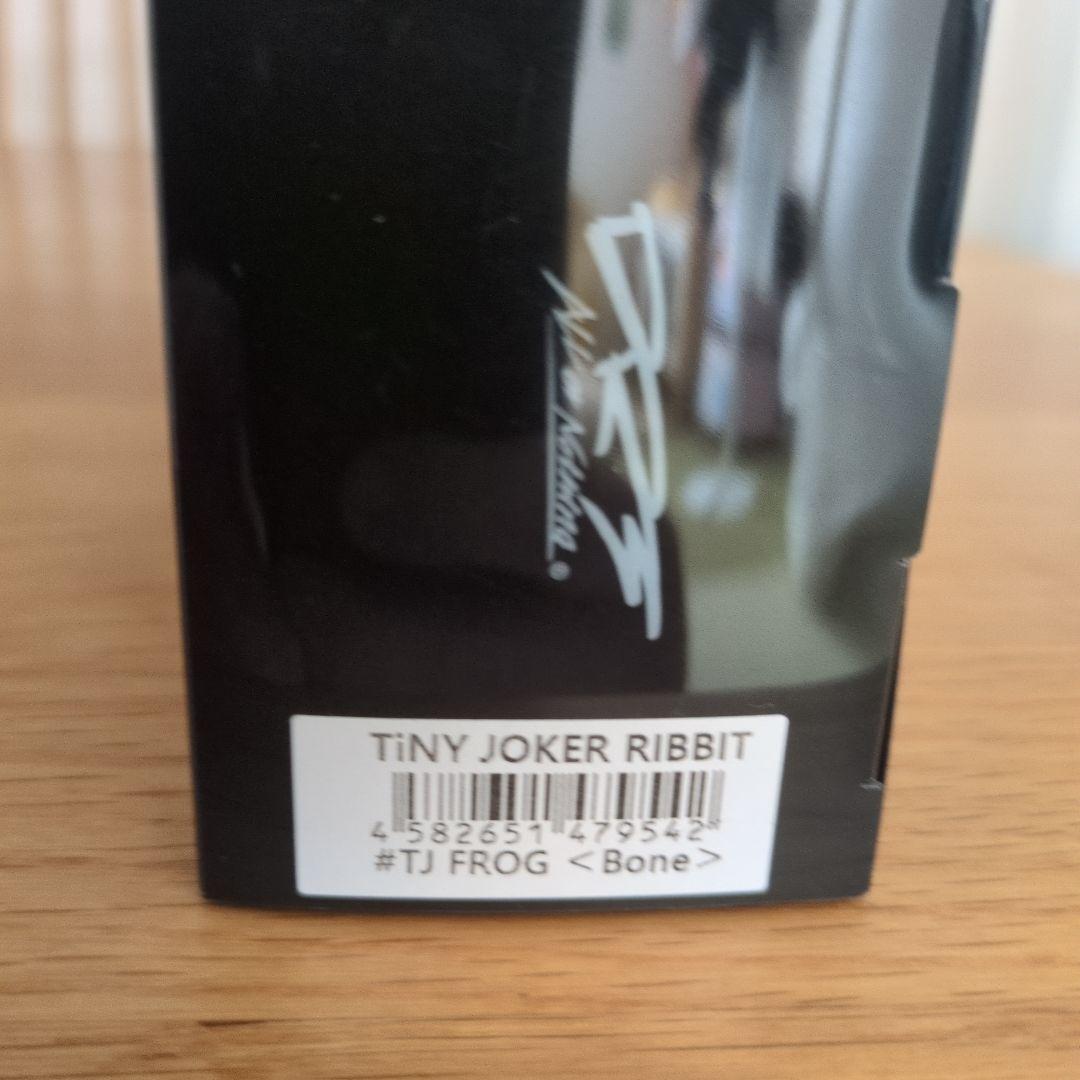 TiNY JOKER RIBBIT
4 582651 479542
#TJ FROG <Bone>